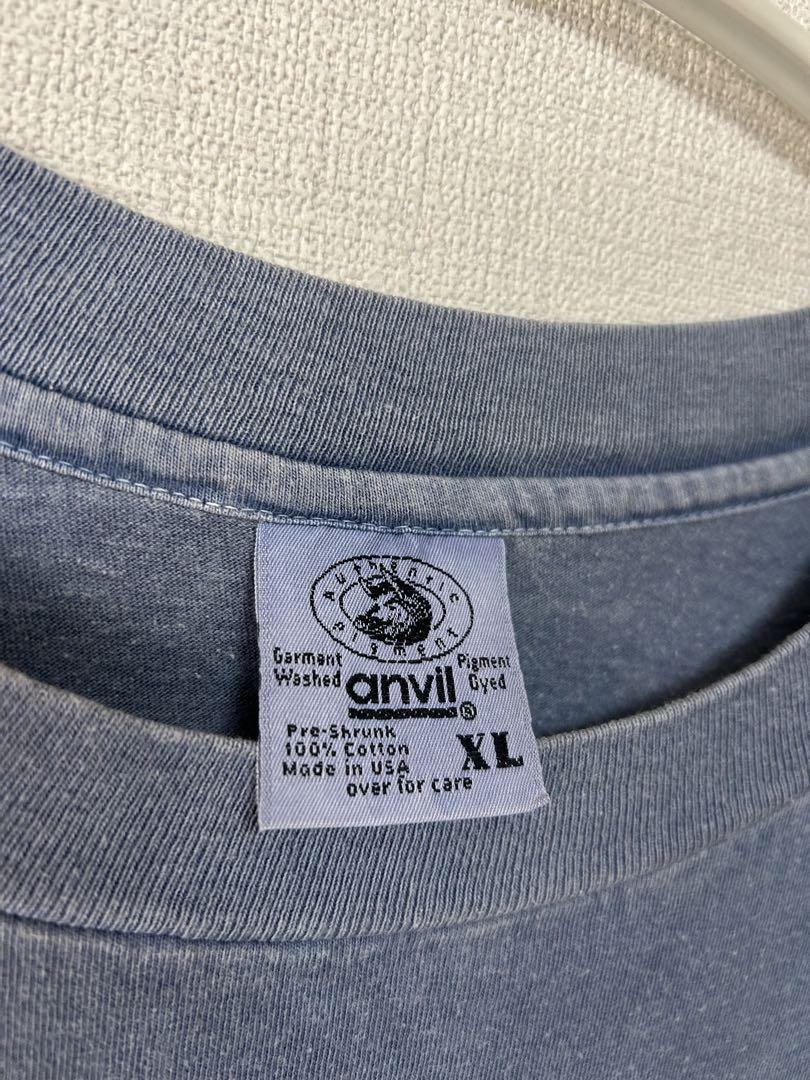 Authentic
Pigment
Garment Pigment
Washed anvil® Dyed
Pre-Shrunk
100% Cotton XL
Made in USA
over for care